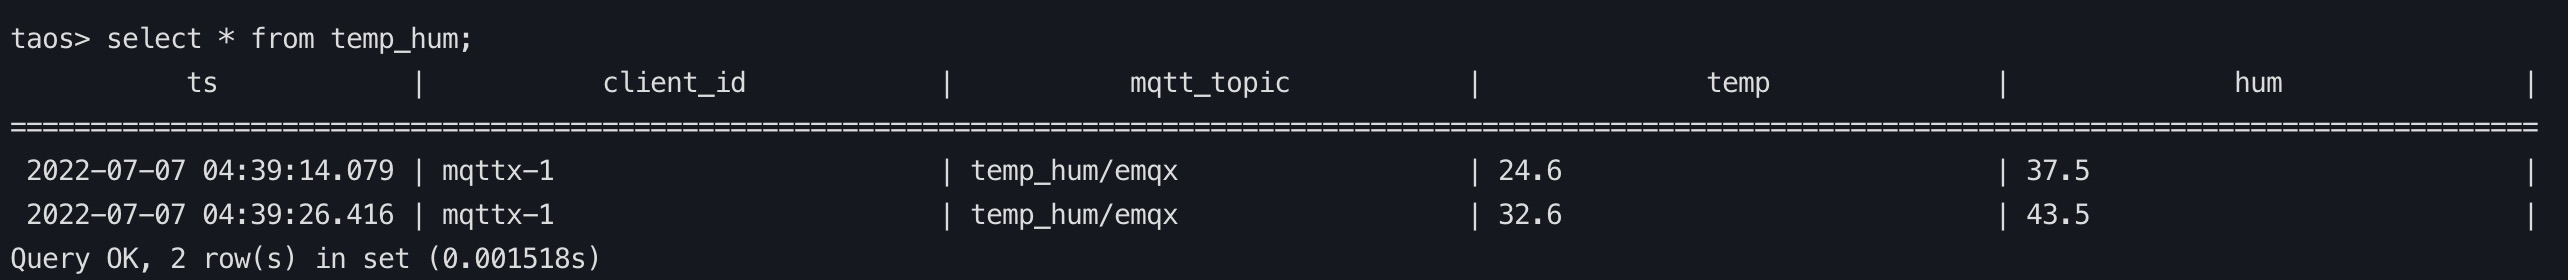 taos> select * from temp_hum;
ts | client_id | mqtt_topic | temp | hum |
================================================================================================================================================================
2022-07-07 04:39:14.079 | mqttx-1 | temp_hum/emqx | 24.6 | 37.5 |
2022-07-07 04:39:26.416 | mqttx-1 | temp_hum/emqx | 32.6 | 43.5 |
Query OK, 2 row(s) in set (0.001518s)